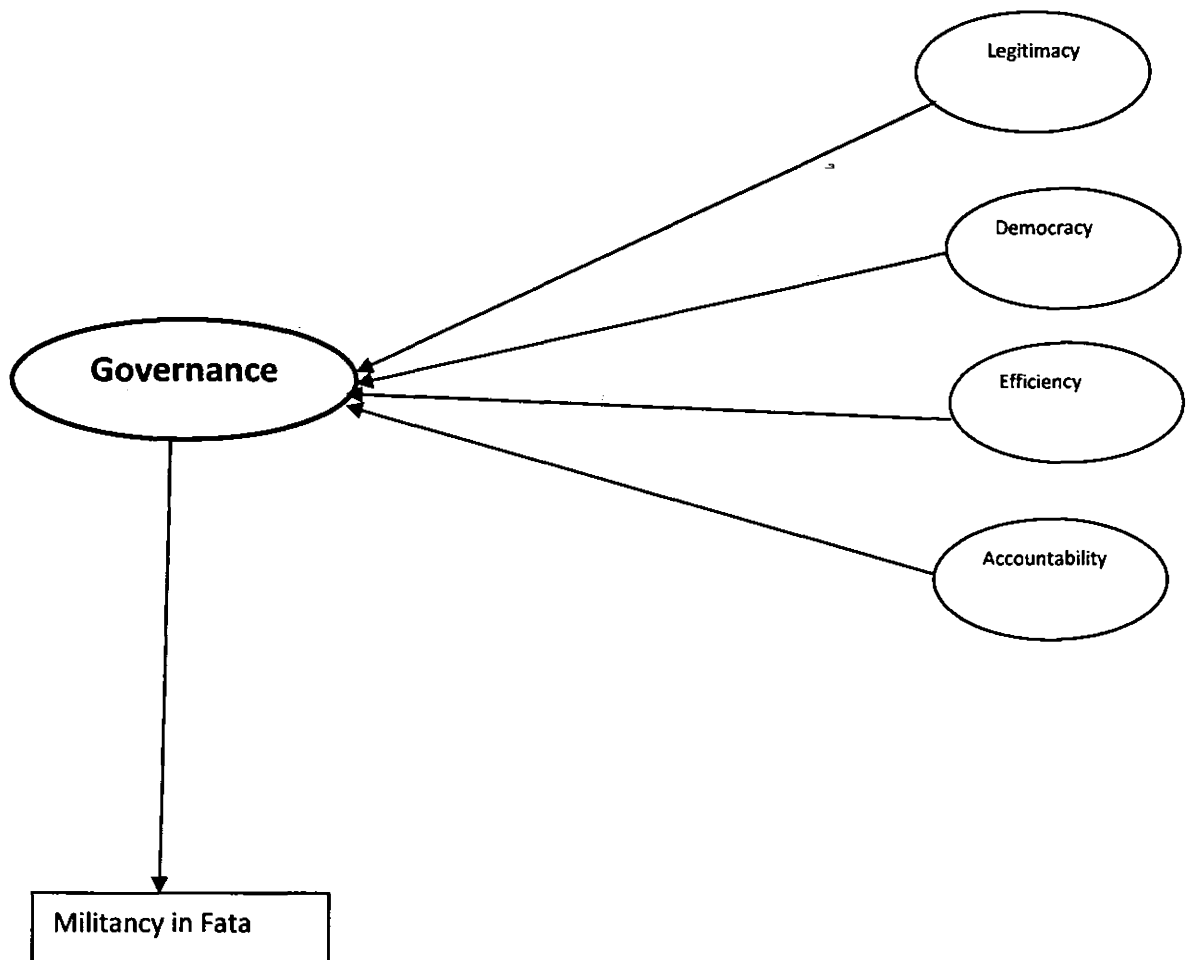 Legitimacy
Democracy
Governance
Efficiency
Accountability
Militancy in Fata